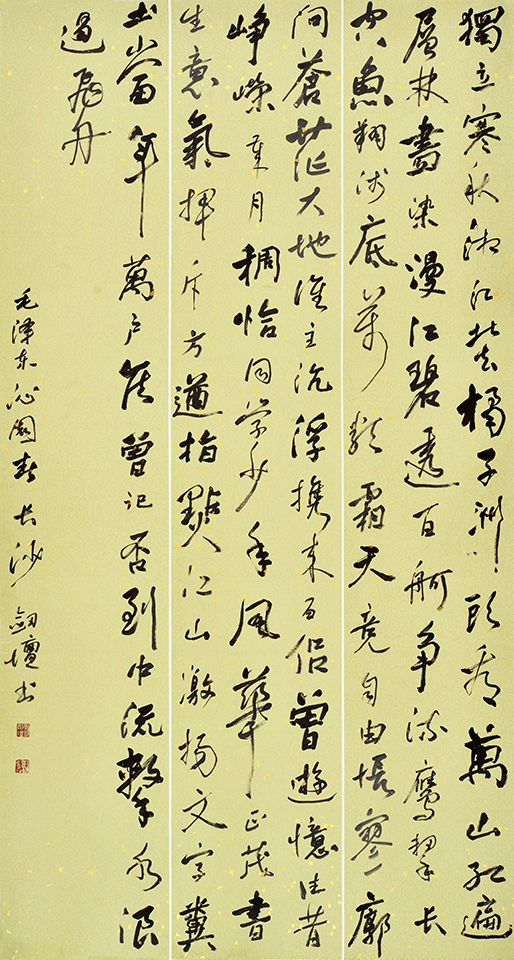 獨立寒秋湘江北去橘子洲頭看萬山紅遍
層林盡染漫江碧透百舸爭流鷹擊長
空魚翔淺底萬類霜天競自由悵寥廓
問蒼茫大地誰主沉浮攜來百侶曾遊憶往昔
崢嶸歲月稠恰同學少年風華正茂書
生意氣揮斥方遒指點江山激揚文字糞
土當年萬戶侯曾記否到中流擊水浪
遏飛舟
毛澤東沁園春長沙 劍壇书